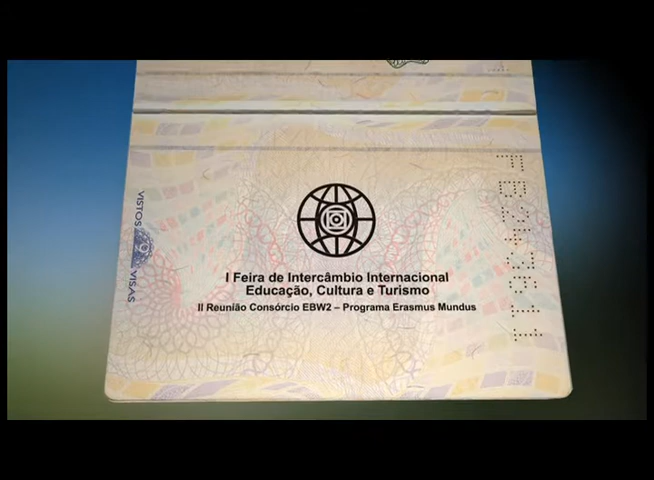 VISTOS
VISAS
I Feira de Intercâmbio Internacional
Educação, Cultura e Turismo
II Reunião Consórcio EBW2 – Programa Erasmus Mundus